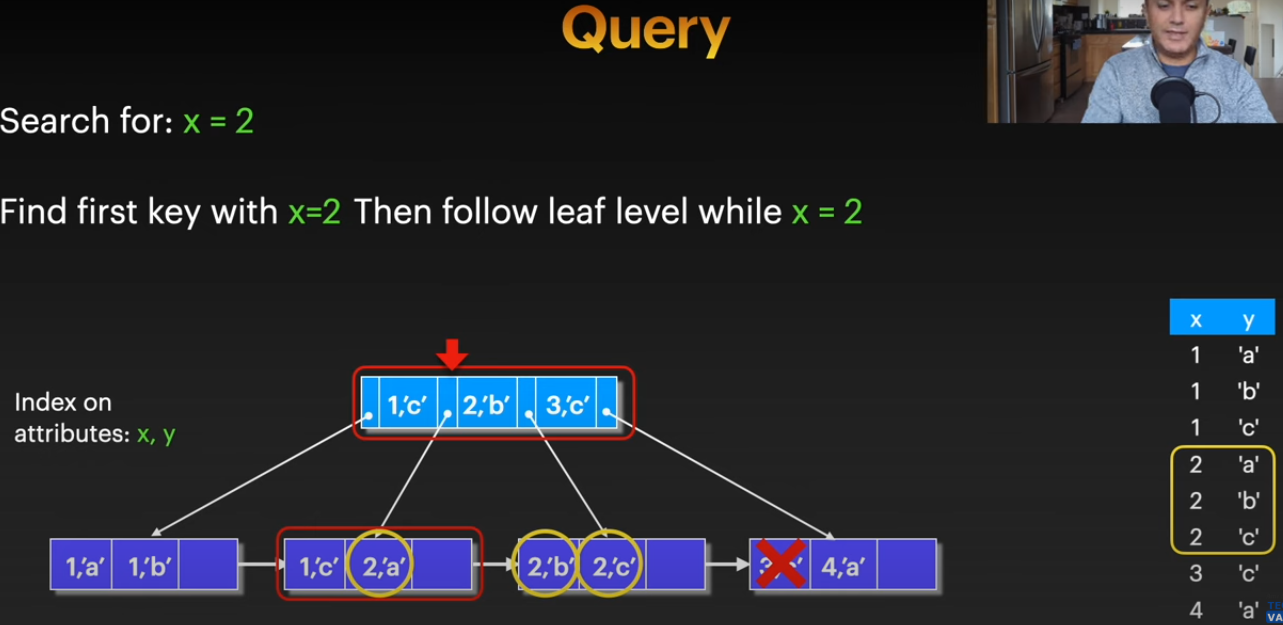 Query
Search for: x = 2
Find first key with x=2 Then follow leaf level while x = 2
Index on
attributes: x, y
1,'c' 2,'b' 3,'c'
1,'a' 1,'b'
1,'c' 2,'a'
2,'b' 2,'c'
4,'a'
x y
1 'a'
1 'b'
1 'c'
2 'a'
2 'b'
2 'c'
3 'c'
4 'a'